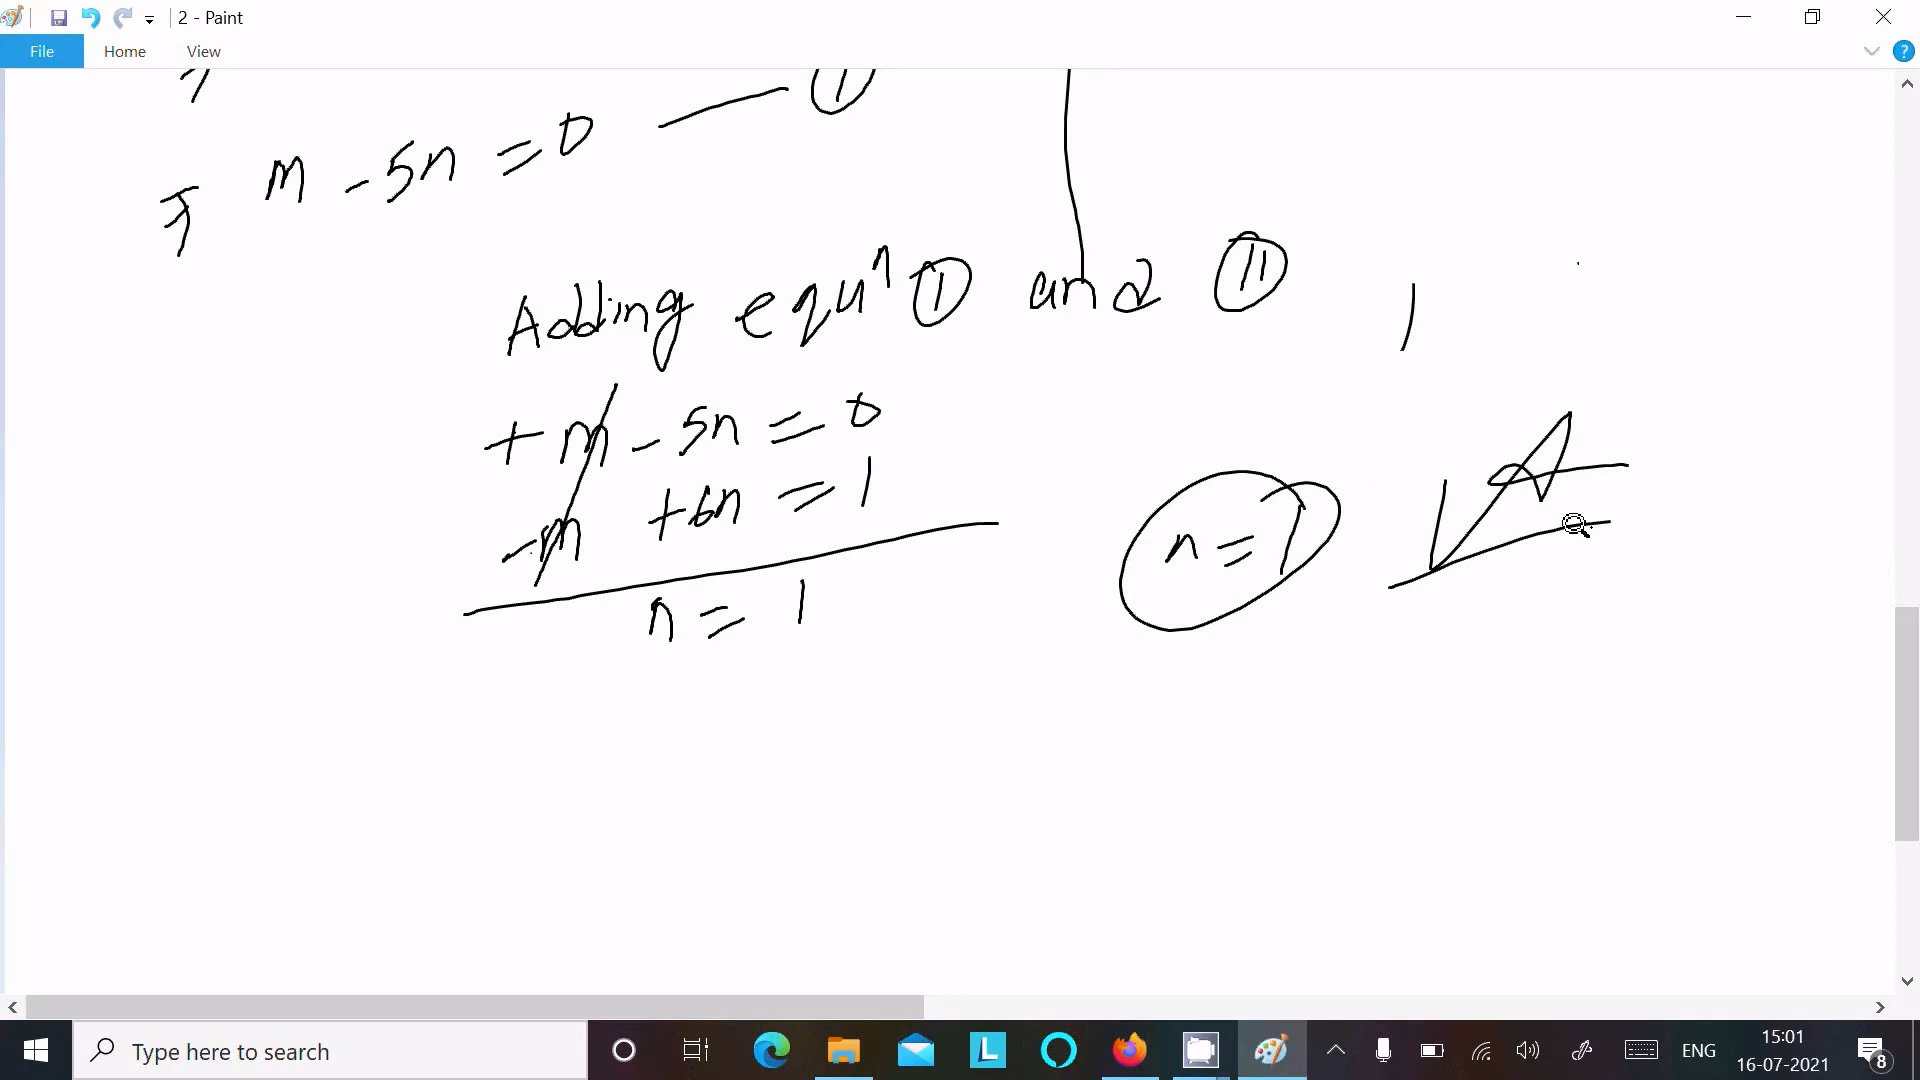 2 - Paint
File Home View
⇒ m - 5n = 0 —— Ⓘ
Adding equⁿ Ⓘ and Ⓘ︎I ,
+ m - 5n = 0
- m + 6n = 1
n = 1
n = 1
Type here to search
ENG
15:01
16-07-2021
8